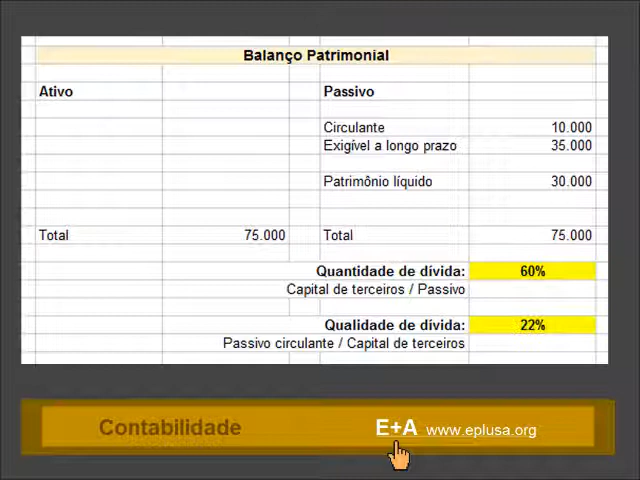 Balanço Patrimonial
Ativo Passivo
Circulante 10.000
Exigível a longo prazo 35.000
Patrimônio líquido 30.000
Total 75.000 Total 75.000
Quantidade de dívida: 60%
Capital de terceiros / Passivo
Qualidade de dívida: 22%
Passivo circulante / Capital de terceiros
Contabilidade E+A www.eplusa.org